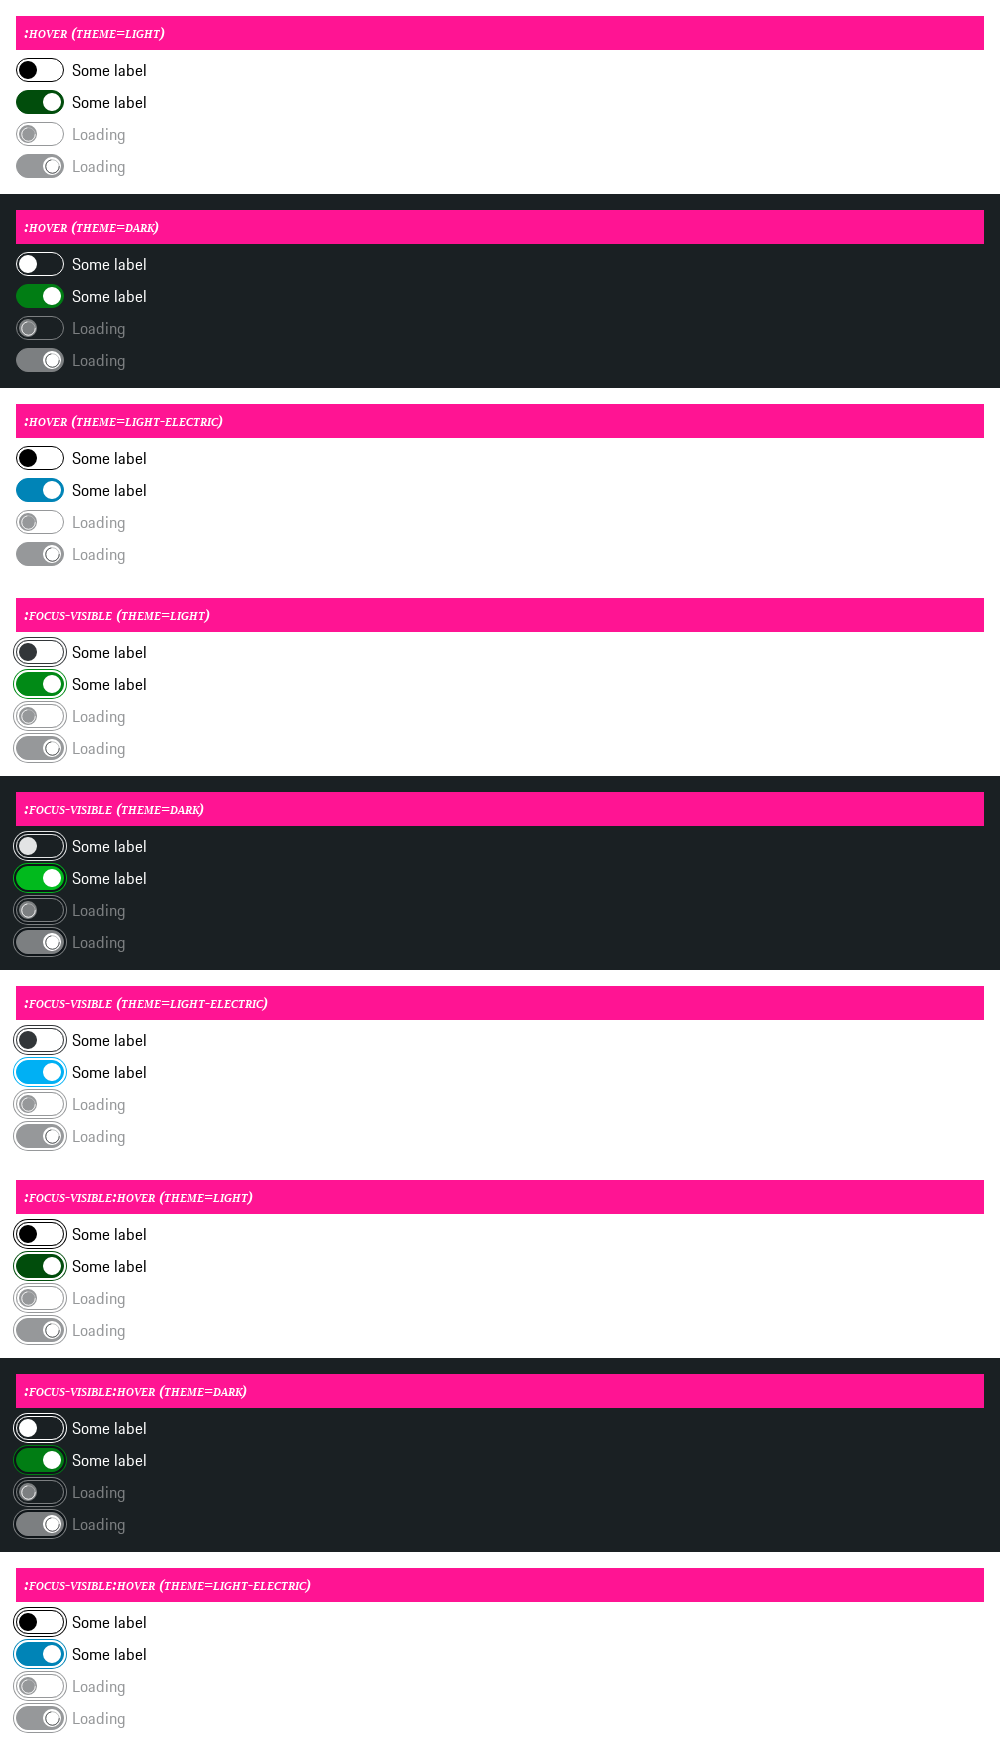 :HOVER (THEME=LIGHT)
Some label
Some label
Loading
Loading
:HOVER (THEME=DARK)
Some label
Some label
Loading
Loading
:HOVER (THEME=LIGHT-ELECTRIC)
Some label
Some label
Loading
Loading
:FOCUS-VISIBLE (THEME=LIGHT)
Some label
Some label
Loading
Loading
:FOCUS-VISIBLE (THEME=DARK)
Some label
Some label
Loading
Loading
:FOCUS-VISIBLE (THEME=LIGHT-ELECTRIC)
Some label
Some label
Loading
Loading
:FOCUS-VISIBLE:HOVER (THEME=LIGHT)
Some label
Some label
Loading
Loading
:FOCUS-VISIBLE:HOVER (THEME=DARK)
Some label
Some label
Loading
Loading
:FOCUS-VISIBLE:HOVER (THEME=LIGHT-ELECTRIC)
Some label
Some label
Loading
Loading